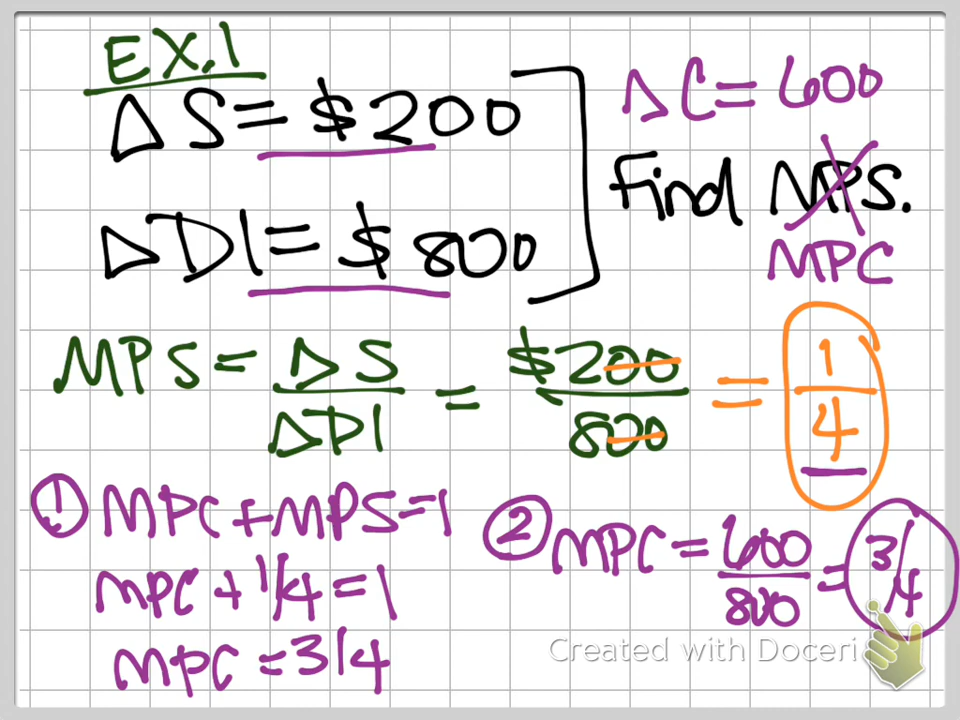 EX.1
ΔS = $200
ΔDI = $800
ΔC = 600
Find MPS.
MPC
MPS = ΔS/ΔDI = $200/800 = 1/4
① MPC + MPS = 1
MPC + 1/4 = 1
MPC = 3/4
② MPC = 600/800 = 3/4
Created with Doceri